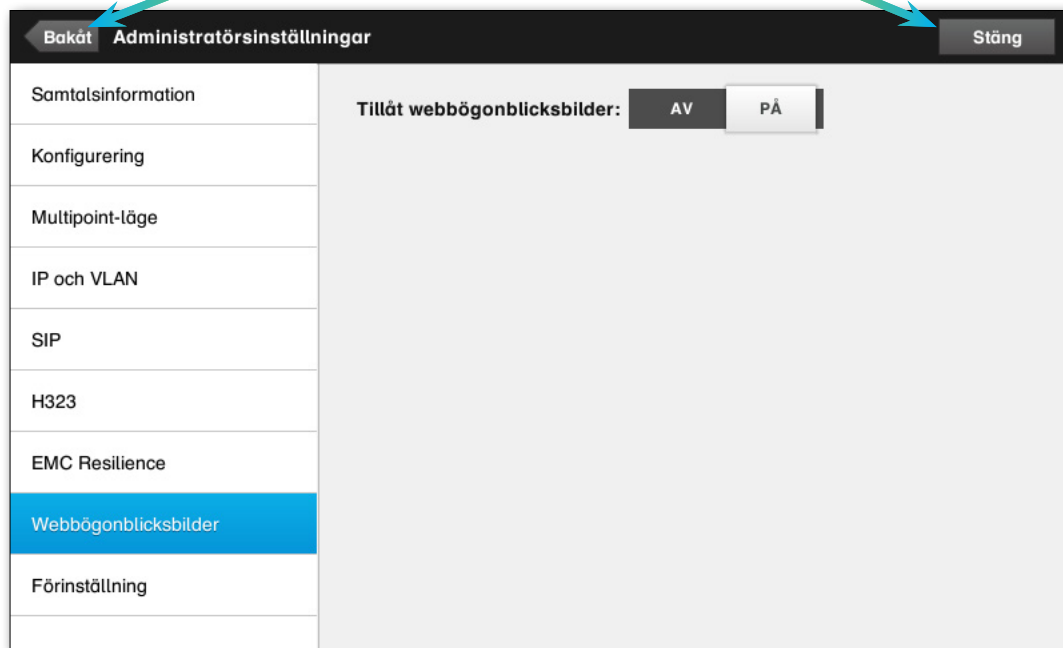 Bakåt Administratörsinställningar Stäng
Samtalsinformation
Tillåt webbögonblicksbilder: AV PÅ
Konfigurering
Multipoint-läge
IP och VLAN
SIP
H323
EMC Resilience
Webbögonblicksbilder
Förinställning